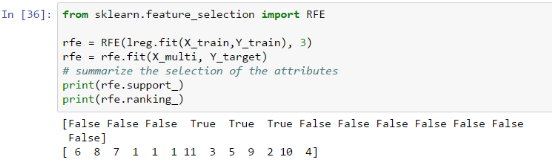 In [36]: from sklearn.feature_selection import RFE
rfe = RFE(lreg.fit(X_train,Y_train), 3)
rfe = rfe.fit(X_multi, Y_target)
# summarize the selection of the attributes
print(rfe.support_)
print(rfe.ranking_)
[False False False  True  True  True False False False False False False
 False]
[ 6  8  7  1  1  1 11  3  5  9  2 10  4]